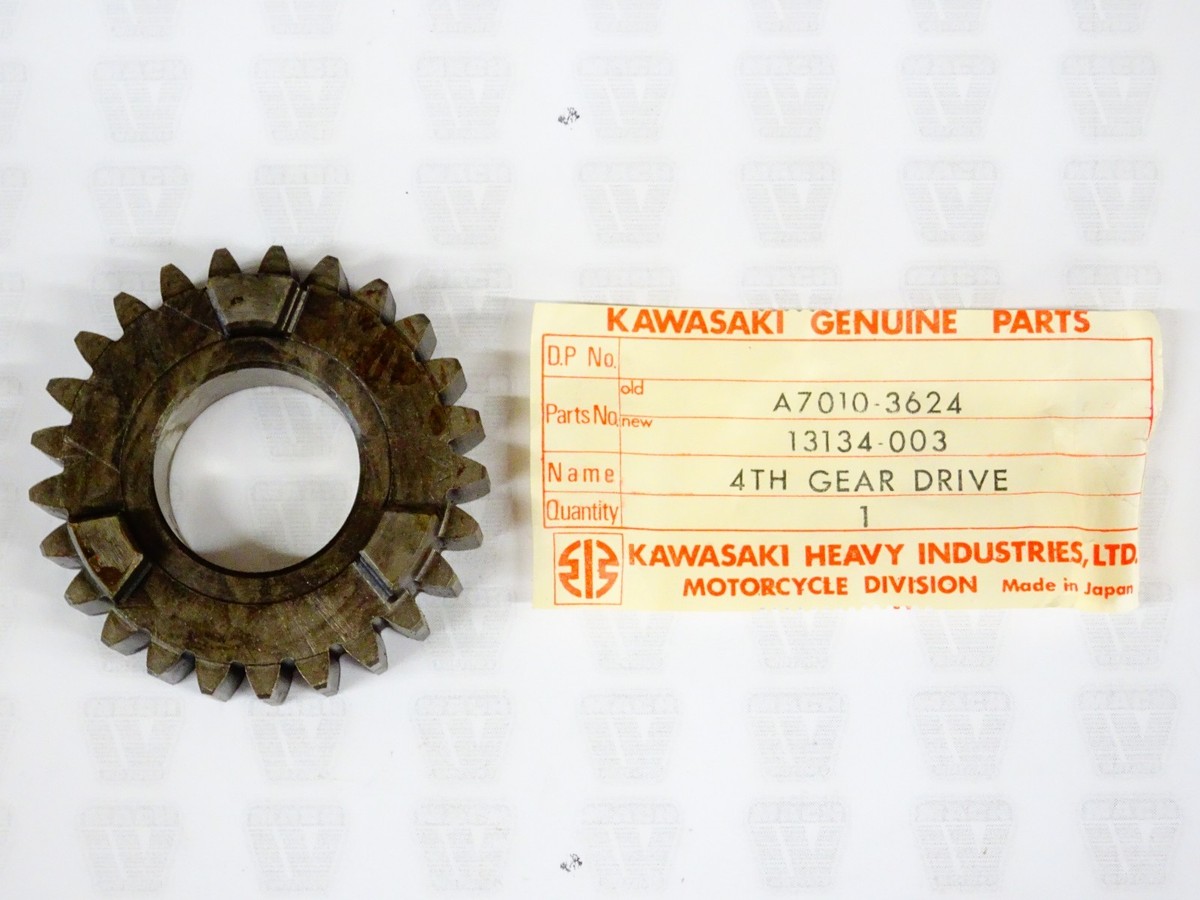 KAWASAKI GENUINE PARTS
D.P No.
Parts No. old A7010-3624
new 13134-003
Name 4TH GEAR DRIVE
Quantity 1
KAWASAKI HEAVY INDUSTRIES, LTD.
MOTORCYCLE DIVISION Made in Japan